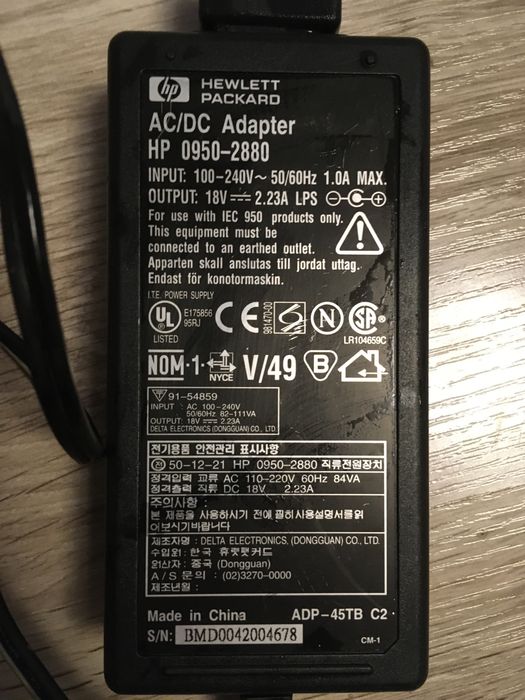 hp HEWLETT
PACKARD
AC/DC Adapter
HP 0950-2880
INPUT: 100-240V~ 50/60Hz 1.0A MAX.
OUTPUT: 18V⎓2.23A LPS
For use with IEC 950 products only.
This equipment must be
connected to an earthed outlet.
Apparten skall anslutas till jordat uttag.
Endast för konotormaskin.
I.T.E. POWER SUPPLY
UL E175856
95RJ
LISTED
CE
981470-00
S
N
SA
LR104659C
NOM-1- NYCE
V/49
B
91-54859
INPUT : AC 100-240V
50/60Hz 82-111VA
OUTPUT: 18V⎓2.23A
DELTA ELECTRONICS (DONGGUAN) CO., LTD.
전기용품 안전관리 표시사항
50-12-21 HP 0950-2880 직류전원장치
정격입력 교류 AC 110-220V 60Hz 84VA
정격출력 직류 DC 18V 2.23A
주의사항 :
본 제품을 사용하시기 전에 필히사용설명서를읽
어보시기바랍니다
제조자명: DELTA ELECTRONICS, (DONGGUAN) CO., LTD.
수입원: 한국 휴렛팻커드
원산자: 중국 (Dongguan)
A/S 문의 : (02)3270-0000
제조년월 :
Made in China ADP-45TB C2
S/N: BMD0042004678
CM-1